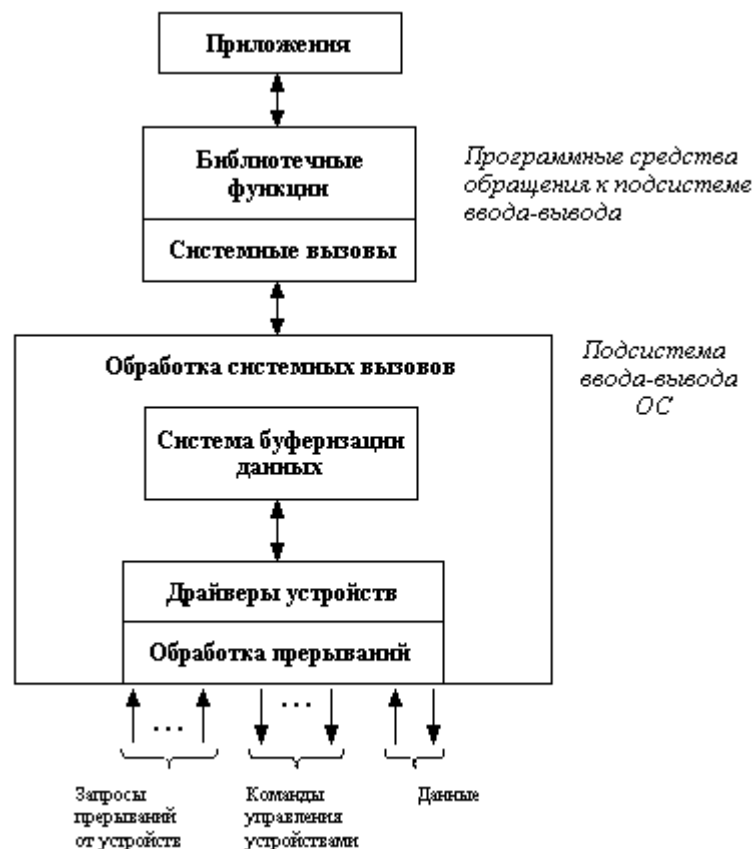 Приложения
Библиотечные
функции
Системные вызовы
Программные средства
обращения к подсистеме
ввода-вывода
Обработка системных вызовов
Подсистема
ввода-вывода
ОС
Система буферизации
данных
Драйверы устройств
Обработка прерываний
...
...
Запросы
прерываний
от устройств
Команды
управления
устройствами
Данные